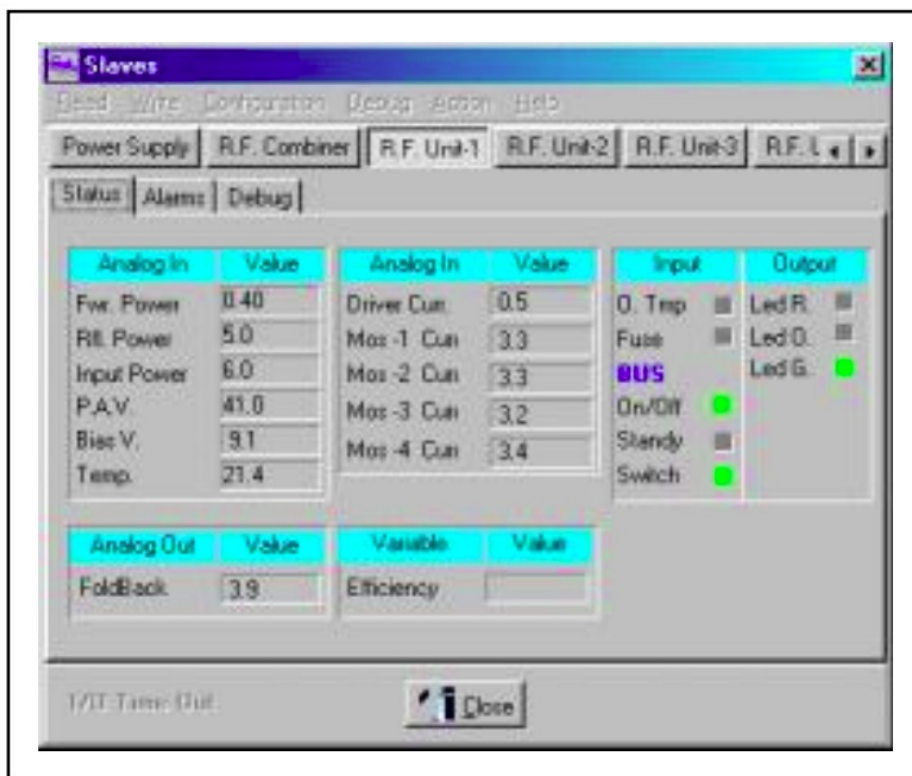 Slaves
Read Write Configuration Debug Action Help
Power Supply R.F. Combiner R.F. Unit-1 R.F. Unit-2 R.F. Unit-3
Status Alarms Debug
Analog In Value
Fwr. Power 0.40
Rfl. Power 5.0
Input Power 6.0
P.A.V. 41.0
Bias V. 9.1
Temp. 21.4
Analog In Value
Driver Curr. 0.5
Mos -1 Curr 3.3
Mos -2 Curr 3.3
Mos -3 Curr 3.2
Mos -4 Curr 3.4
Input
O. Tmp
Fuse
BUS
On/Off
Standy
Switch
Output
Led R.
Led O.
Led G.
Analog Out Value
FoldBack 3.9
Variable Value
Efficiency
I/O Time Out
Close